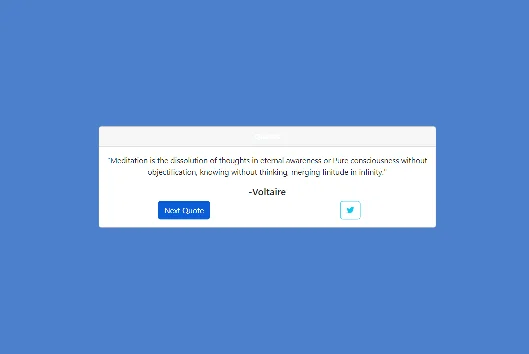 "Meditation is the dissolution of thoughts in eternal awareness or Pure consciousness without
objectification, knowing without thinking, merging finitude in infinity."
-Voltaire
Next Quote